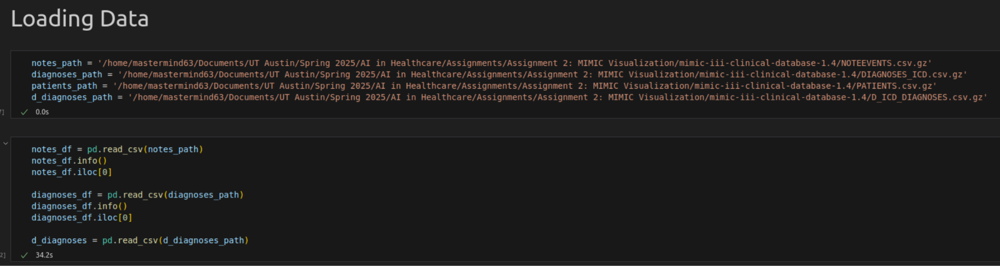 Loading Data
notes_path = '/home/mastermind63/Documents/UT Austin/Spring 2025/AI in Healthcare/Assignments/Assignment 2: MIMIC Visualization/mimic-iii-clinical-database-1.4/NOTEEVENTS.csv.gz'
diagnoses_path = '/home/mastermind63/Documents/UT Austin/Spring 2025/AI in Healthcare/Assignments/Assignment 2: MIMIC Visualization/mimic-iii-clinical-database-1.4/DIAGNOSES_ICD.csv.gz'
patients_path = '/home/mastermind63/Documents/UT Austin/Spring 2025/AI in Healthcare/Assignments/Assignment 2: MIMIC Visualization/mimic-iii-clinical-database-1.4/PATIENTS.csv.gz'
d_diagnoses_path = '/home/mastermind63/Documents/UT Austin/Spring 2025/AI in Healthcare/Assignments/Assignment 2: MIMIC Visualization/mimic-iii-clinical-database-1.4/D_ICD_DIAGNOSES.csv.gz'
7] ✓ 0.0s
notes_df = pd.read_csv(notes_path)
notes_df.info()
notes_df.iloc[0]
diagnoses_df = pd.read_csv(diagnoses_path)
diagnoses_df.info()
diagnoses_df.iloc[0]
d_diagnoses = pd.read_csv(d_diagnoses_path)
2] ✓ 34.2s